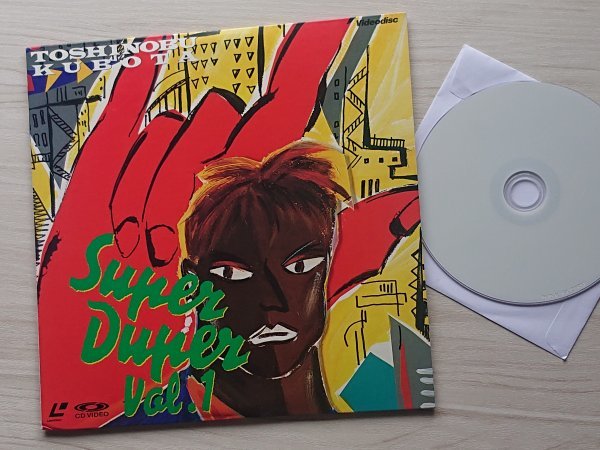 TOSHINOBU
KUBOTA
Videodisc
Super
Duper
Vol.1
CD VIDEO